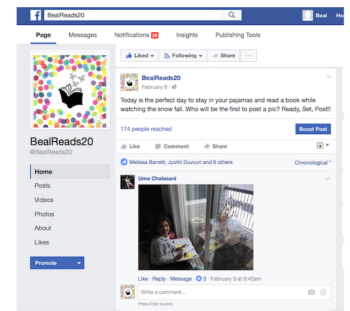 BealReads20
Beal Ho
Page Messages Notifications 28 Insights Publishing Tools
Liked Following Share ...
BealReads20
February 9
Today is the perfect day to stay in your pajamas and read a book while
watching the snow fall. Who will be the first to post a pic? Ready, Set, Post!!
174 people reached
Boost Post
Like Comment Share
Melissa Barrett, Jyothi Duvvuri and 6 others Chronological
Uma Chalasani
Like · Reply · Message · 3 · February 9 at 9:40am
Write a comment...
Press Enter to post.
BealReads20
@BealReads20
Home
Posts
Videos
Photos
About
Likes
Promote